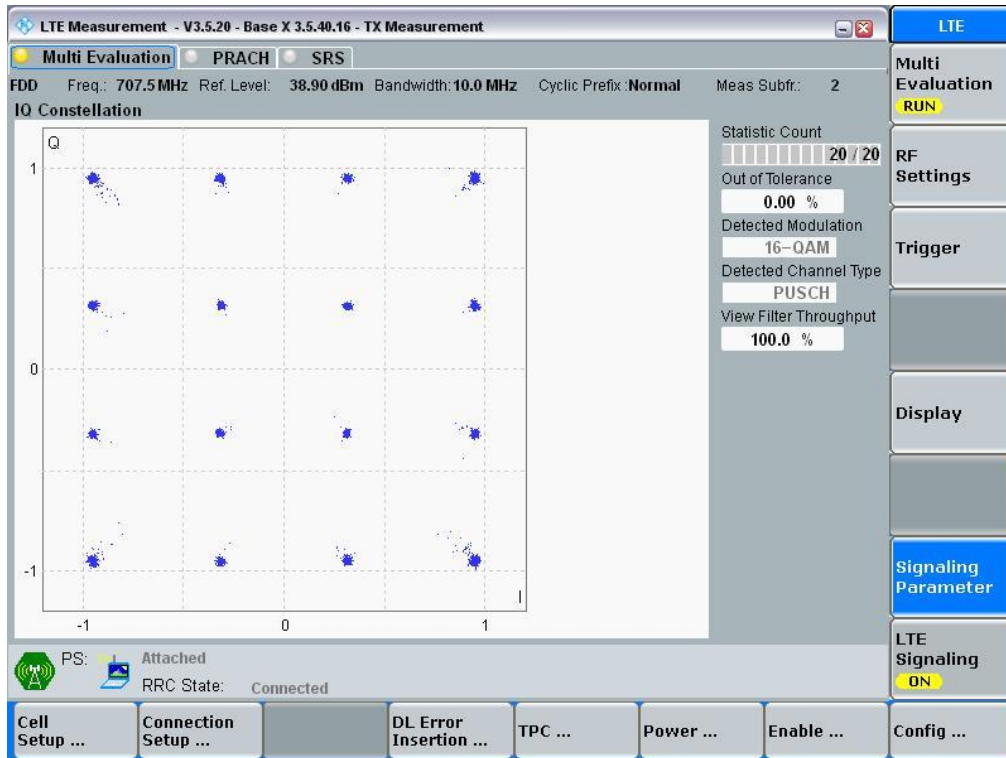 LTE Measurement - V3.5.20 - Base X 3.5.40.16 - TX Measurement
LTE
Multi Evaluation PRACH SRS
FDD Freq.: 707.5 MHz Ref. Level: 38.90 dBm Bandwidth: 10.0 MHz Cyclic Prefix : Normal Meas Subfr.: 2
IQ Constellation
Q
1
0
-1
-1 0 1
I
Statistic Count
20 / 20
Out of Tolerance
0.00 %
Detected Modulation
16-QAM
Detected Channel Type
PUSCH
View Filter Throughput
100.0 %
Multi
Evaluation
RUN
RF
Settings
Trigger
Display
Signaling
Parameter
LTE
Signaling
ON
PS: Attached
RRC State: Connected
Cell
Setup ...
Connection
Setup ...
DL Error
Insertion ...
TPC ...
Power ...
Enable ...
Config ...